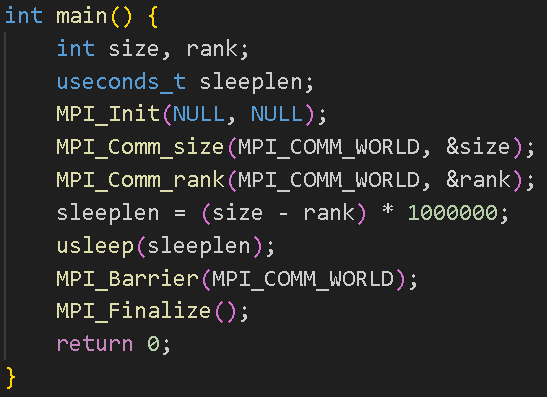 int main() {
    int size, rank;
    useconds_t sleeplen;
    MPI_Init(NULL, NULL);
    MPI_Comm_size(MPI_COMM_WORLD, &size);
    MPI_Comm_rank(MPI_COMM_WORLD, &rank);
    sleeplen = (size - rank) * 1000000;
    usleep(sleeplen);
    MPI_Barrier(MPI_COMM_WORLD);
    MPI_Finalize();
    return 0;
}